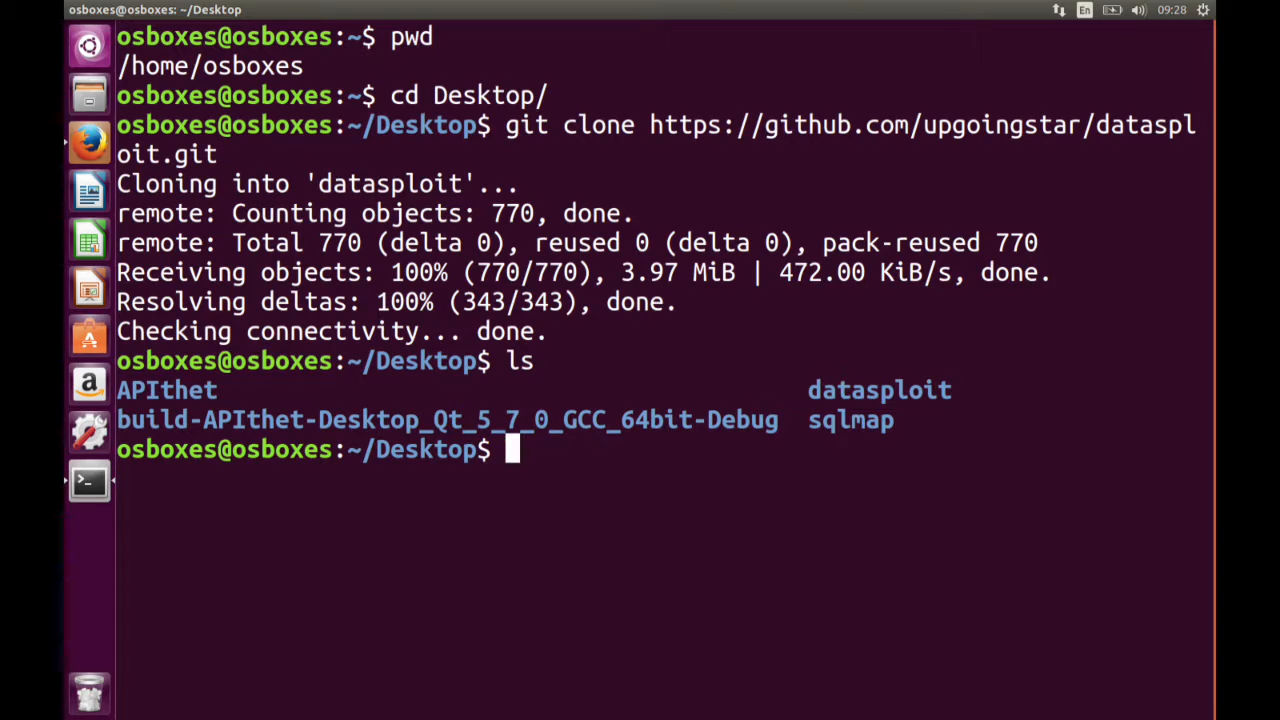 osboxes@osboxes: ~/Desktop
En
09:28
osboxes@osboxes:~$ pwd
/home/osboxes
osboxes@osboxes:~$ cd Desktop/
osboxes@osboxes:~/Desktop$ git clone https://github.com/upgoingstar/dataspl
oit.git
Cloning into 'datasploit'...
remote: Counting objects: 770, done.
remote: Total 770 (delta 0), reused 0 (delta 0), pack-reused 770
Receiving objects: 100% (770/770), 3.97 MiB | 472.00 KiB/s, done.
Resolving deltas: 100% (343/343), done.
Checking connectivity... done.
osboxes@osboxes:~/Desktop$ ls
APIthet datasploit
build-APIthet-Desktop_Qt_5_7_0_GCC_64bit-Debug sqlmap
osboxes@osboxes:~/Desktop$